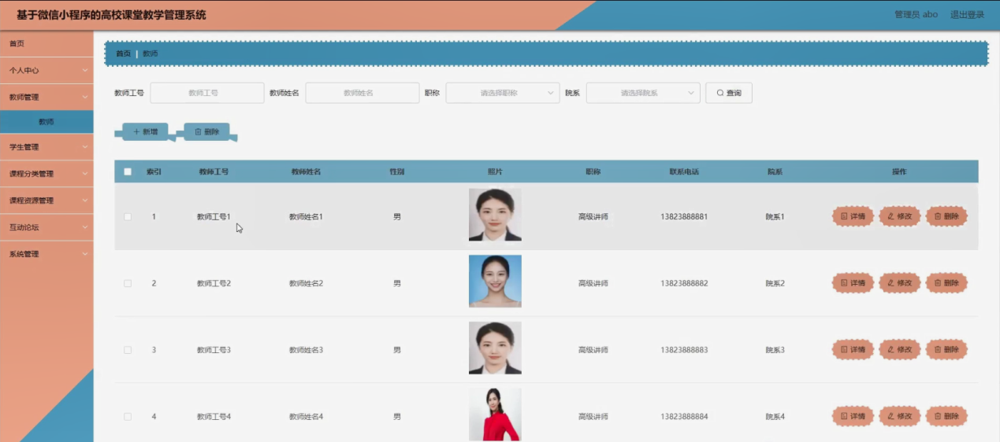 基于微信小程序的高校课堂教学管理系统 管理员 abo 退出登录
首页
个人中心
教师管理
教师
学生管理
课程分类管理
课程资源管理
互动论坛
系统管理
首页 | 教师
教师工号 教师工号 教师姓名 教师姓名 职称 请选择职称 院系 请选择院系 查询
新增 删除
索引 教师工号 教师姓名 性别 照片 职称 联系电话 院系 操作
1 教师工号1 教师姓名1 男 高级讲师 13823888881 院系1 详情 修改 删除
2 教师工号2 教师姓名2 男 高级讲师 13823888882 院系2 详情 修改 删除
3 教师工号3 教师姓名3 男 高级讲师 13823888883 院系3 详情 修改 删除
4 教师工号4 教师姓名4 男 高级讲师 13823888884 院系4 详情 修改 删除